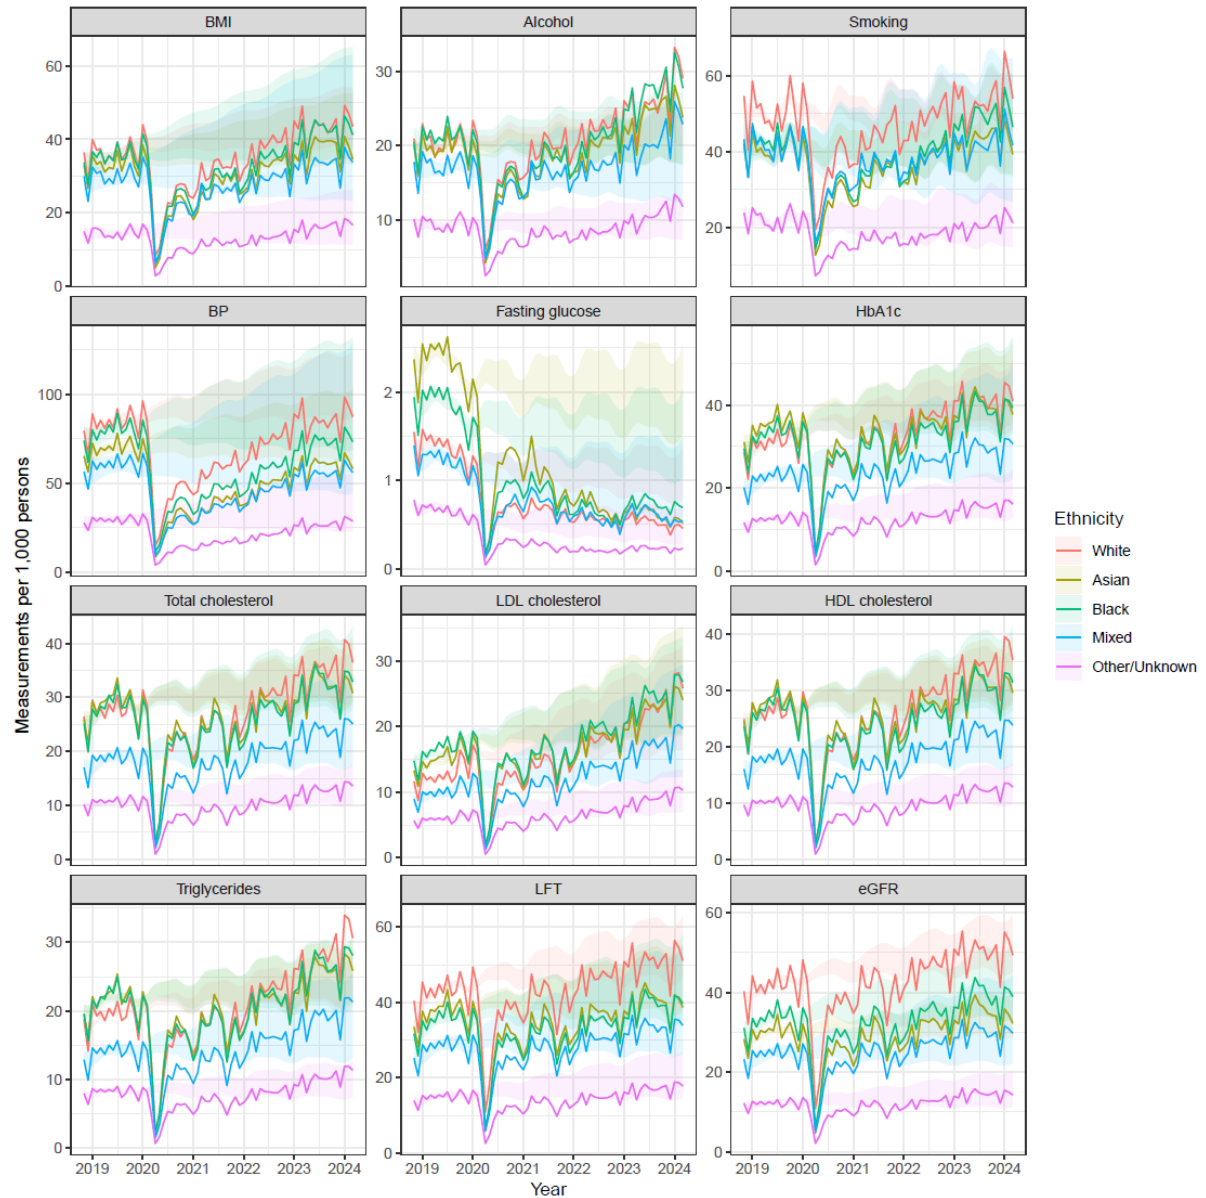 BMI
Alcohol
Smoking
60
40
20
0
30
20
10
60
40
20
BP
Fasting glucose
HbA1c
100
50
0
2
1
0
40
20
0
Total cholesterol
LDL cholesterol
HDL cholesterol
40
30
20
10
0
30
20
10
0
40
30
20
10
0
Triglycerides
LFT
eGFR
30
20
10
0
60
40
20
0
60
40
20
0
2019 2020 2021 2022 2023 2024
2019 2020 2021 2022 2023 2024
2019 2020 2021 2022 2023 2024
Year
Measurements per 1,000 persons
Ethnicity
White
Asian
Black
Mixed
Other/Unknown